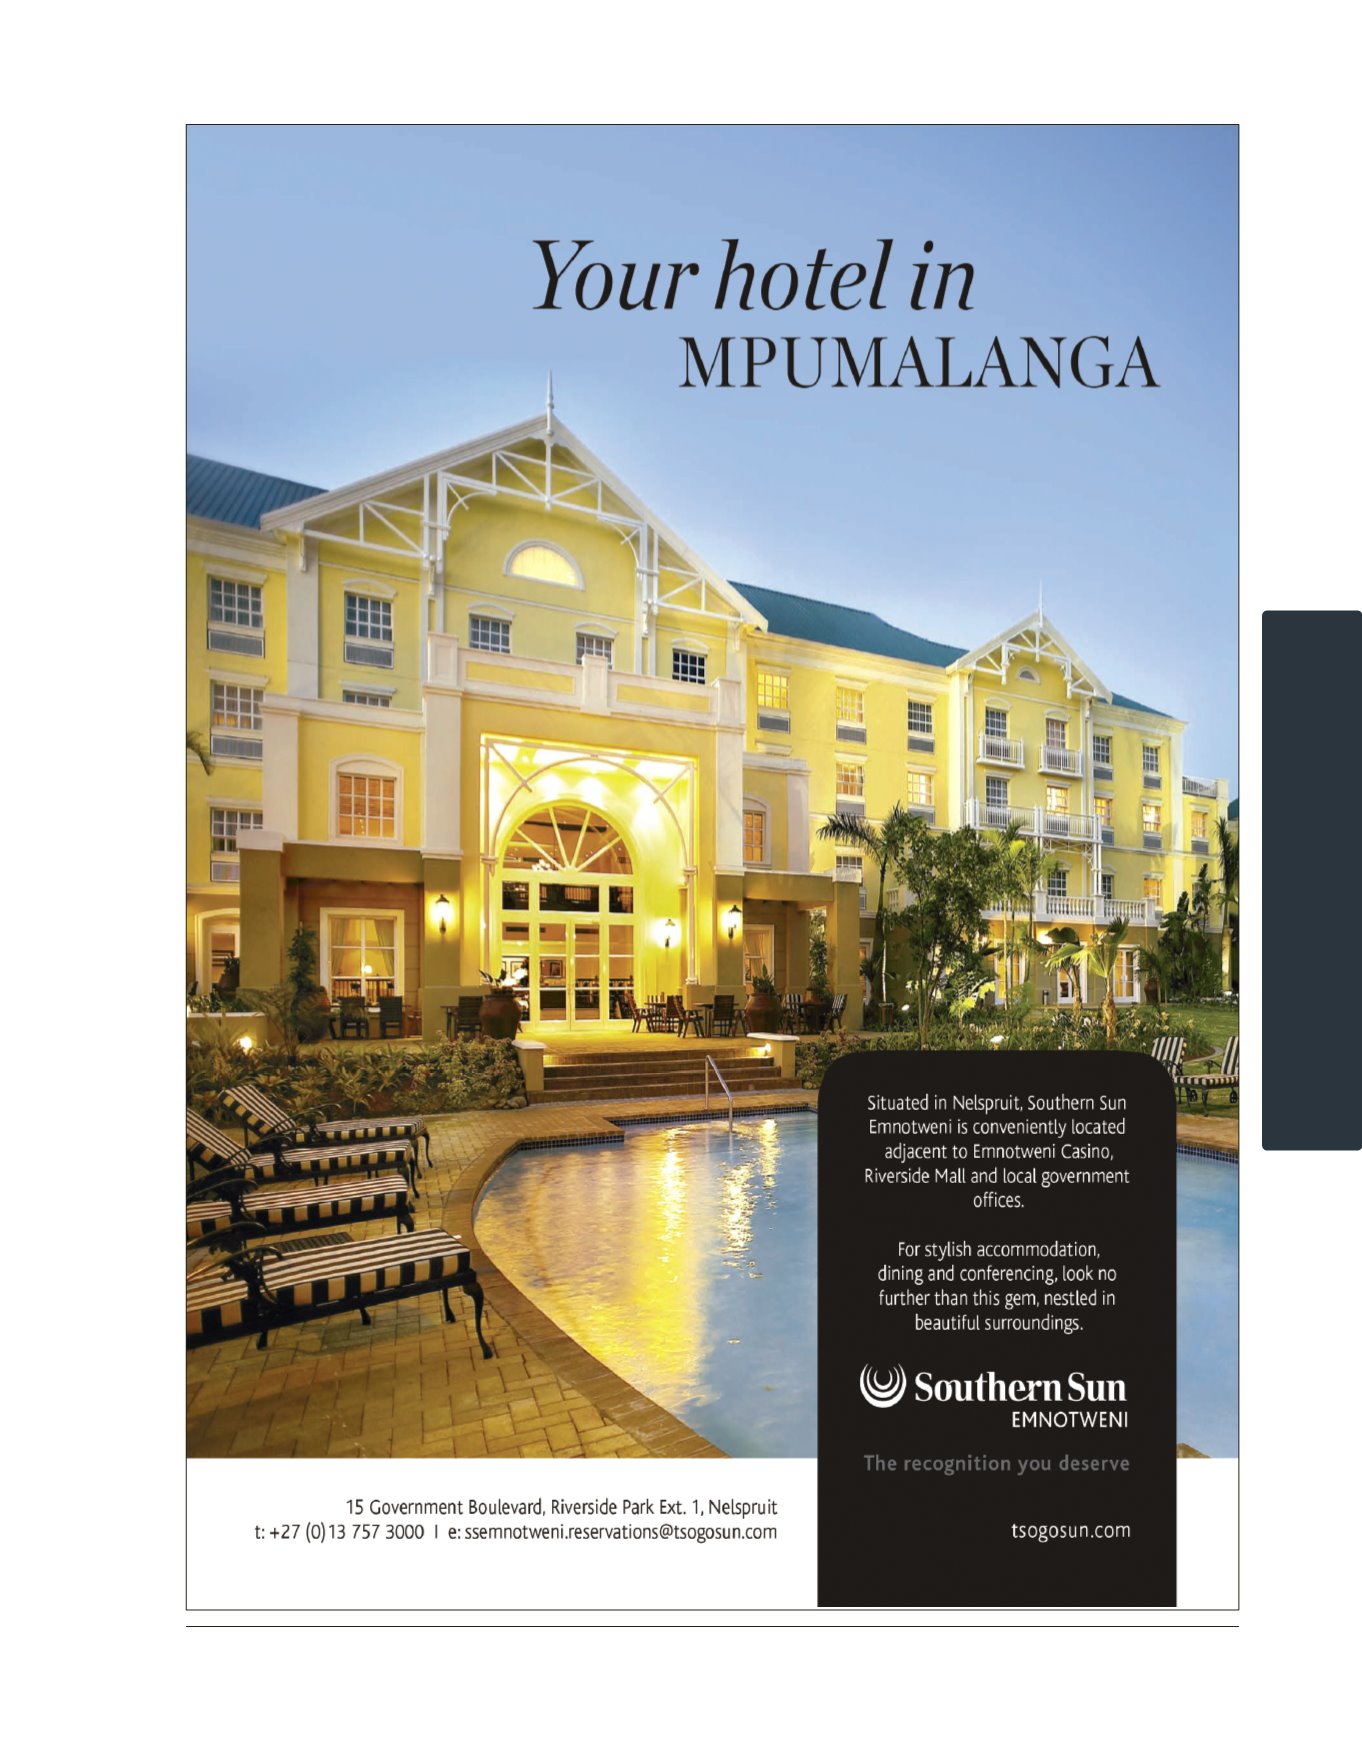 Your hotel in
MPUMALANGA
Situated in Nelspruit, Southern Sun
Emnotweni is conveniently located
adjacent to Emnotweni Casino,
Riverside Mall and local government
offices.
For stylish accommodation,
dining and conferencing, look no
further than this gem, nestled in
beautiful surroundings.
Southern Sun
EMNOTWENI
The recognition you deserve
15 Government Boulevard, Riverside Park Ext. 1, Nelspruit
t: +27 (0)13 757 3000 | e: ssemnotweni.reservations@tsogosun.com
tsogosun.com